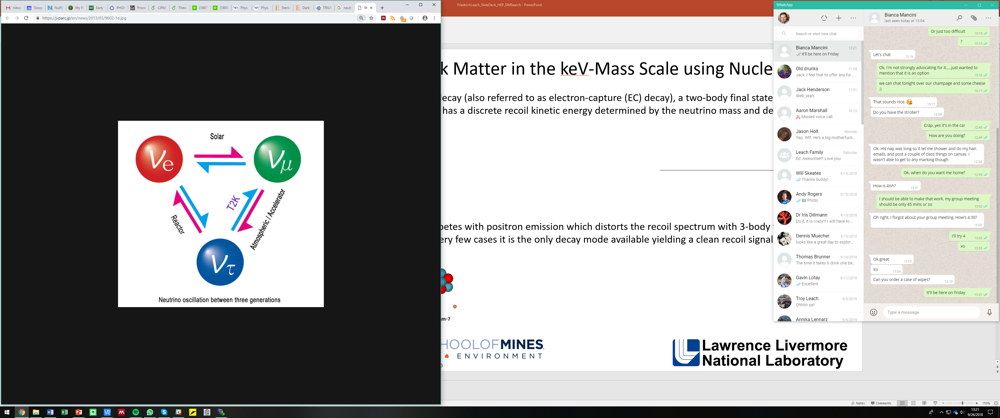 Inbox
Googl
NuPE
My P
Early
PHGN
Proce
CIPAN
Thesis
[1807
[1808
Phys.
Phys.
Sterile
Dark
TRIUM
neutr
96
https://j-parc.jp/en/news/2013/03/9602-1e.jpg
Solar
νe
νμ
T2K
Reactor
Atmospheric / Accelerator
ντ
Neutrino oscillation between three generations
FriedrichLeach_SlideDeck_HEP_DMSearch - PowerPoint
k Matter in the keV-Mass Scale using Nucle
decay (also referred to as electron-capture (EC) decay), a two-body final state
has a discrete recoil kinetic energy determined by the neutrino mass and de
petes with positron emission which distorts the recoil spectrum with 3-body
ery few cases it is the only decay mode available yielding a clean recoil signal
um-7
HOOLOFMINES
ENVIRONMENT
Lawrence Livermore
National Laboratory
WhatsApp
Search or start new chat
Bianca Mancini 13:21
It'll be here on Friday
Old drunks 11:59
Jack: I feel that to offer any for...
Jack Henderson 11:01
Well, yeah.
Aaron Marshall 16:12
Missed voice call
Jason Holt Monday
Yep. Wtf. He's a big motherfuck...
Leach Family Saturday
Ed: Awesome!!! Love you
Will Skeates 9/15/2018
Thanks buddy!
Andy Rogers 9/15/2018
Photo
Dr Iris Dillmann 9/15/2018
Do it, it is crazy!!! I will have to ...
Dennis Muecher 9/15/2018
looks like a great day to explor...
Thomas Brunner 9/14/2018
The time it takes ti drink one be...
Gavin Lotay 9/11/2018
Excellent
Troy Leach 9/9/2018
Ohhhh ya!!
Annika Lennarz 9/8/2018
Bianca Mancini
last seen today at 13:04
Or just too difficult 10:13
? 10:13
Let's chat 10:16
Ok, I'm not strongly advocating for it.....just wanted to
mention that it is an option 10:16
we can chat tonight over our champage and some cheese
;) 10:17
That sounds nice. 😘 10:17
Do you have the stroller? 12:08
Crap, yes it's in the car 12:40
How are you doing? 12:49
Ok. His nap was long so it let me shower and do my hair,
emails, and post a couple of class things on canvas. I
wasn't able to get to any marking though 12:54
Ok, when do you want me home? 12:55
How is 4ish? 13:01
I should be able to make that work, my group meeting
should be only 45 mins or so 13:02
Oh right, I forgot about your group meeting. How's 4:30?
13:03
I'll try 4 13:03
xo 13:03
Ok great 13:03
Xo 13:04
Can you order a case of wipes? 13:19
It'll be here on Friday 13:21
Type a message
Notes Comments 155%
13:21
9/26/2018